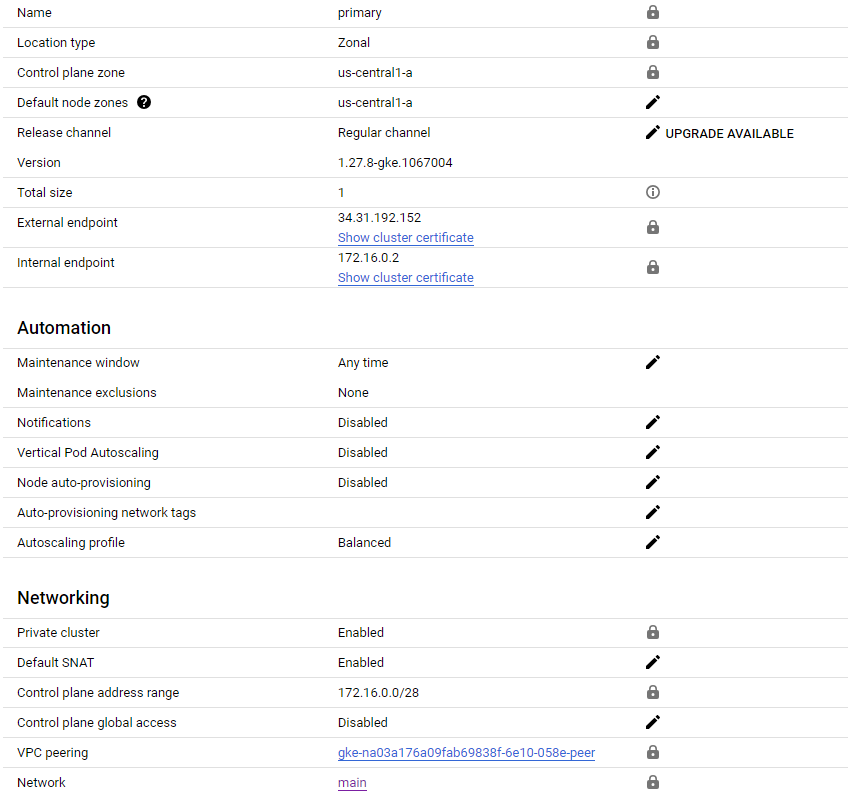 Name primary
Location type Zonal
Control plane zone us-central1-a
Default node zones ? us-central1-a
Release channel Regular channel UPGRADE AVAILABLE
Version 1.27.8-gke.1067004
Total size 1
External endpoint 34.31.192.152
Show cluster certificate
Internal endpoint 172.16.0.2
Show cluster certificate
Automation
Maintenance window Any time
Maintenance exclusions None
Notifications Disabled
Vertical Pod Autoscaling Disabled
Node auto-provisioning Disabled
Auto-provisioning network tags
Autoscaling profile Balanced
Networking
Private cluster Enabled
Default SNAT Enabled
Control plane address range 172.16.0.0/28
Control plane global access Disabled
VPC peering gke-na03a176a09fab69838f-6e10-058e-peer
Network main